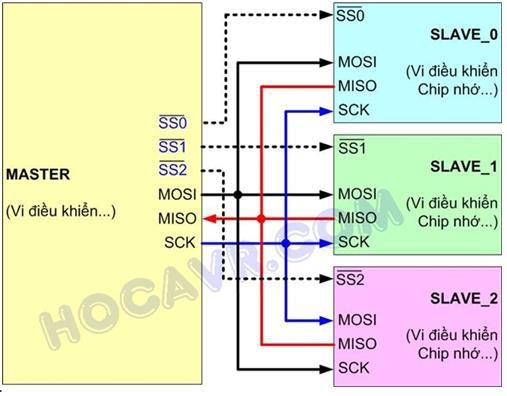 MASTER
(Vi điều khiển...)
SS0
SS1
SS2
MOSI
MISO
SCK
SS0
SLAVE_0
MOSI
(Vi điều khiển
Chip nhớ...)
MISO
SCK
SS1
SLAVE_1
(Vi điều khiển
Chip nhớ...)
MOSI
MISO
SCK
SS2
SLAVE_2
MOSI
(Vi điều khiển
Chip nhớ...)
MISO
SCK
HOCAVR.COM